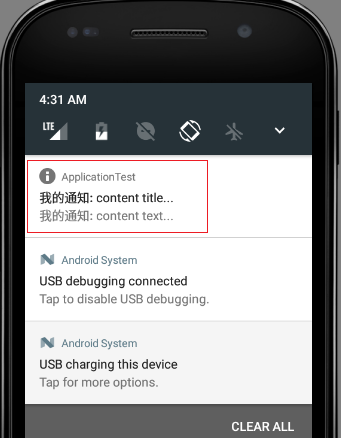 4:31 AM
LTE
ApplicationTest
我的通知: content title...
我的通知: content text...
Android System
USB debugging connected
Tap to disable USB debugging.
Android System
USB charging this device
Tap for more options.
CLEAR ALL